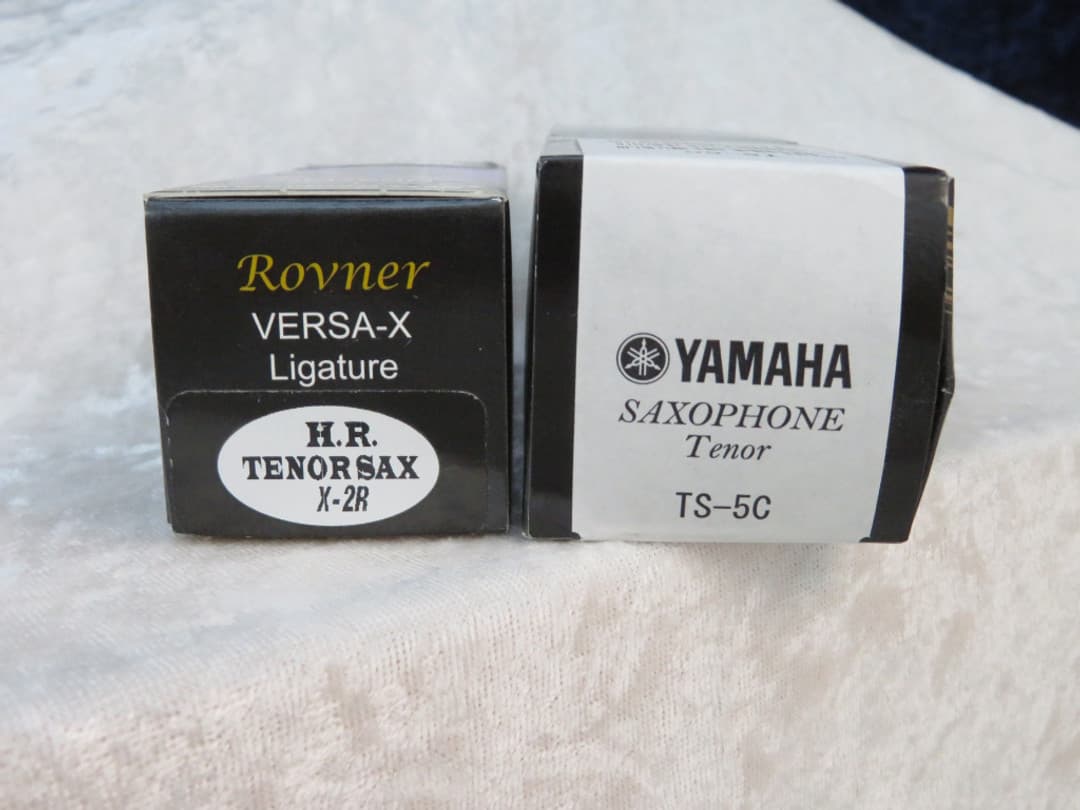 Rovner
VERSA-X
Ligature
H.R.
TENOR SAX
X-2R
YAMAHA
SAXOPHONE
Tenor
TS-5C